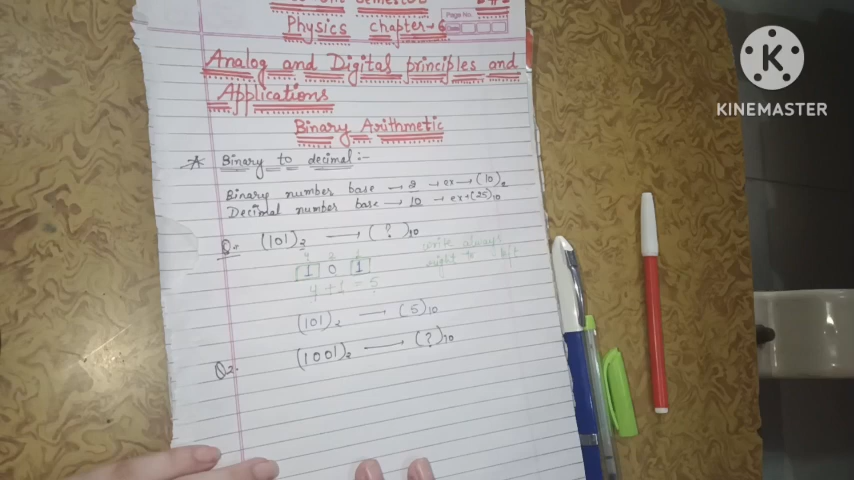 Semester
Page No.
Physics chapter-6
Analog and Digital principles and
Applications
Binary Arithmetic
Binary to decimal:-
Binary number base → 2 → ex → (10)2
Decimal number base → 10 → ex → (25)10
Q1. (101)2 → (?)10
4 2 1
1 0 1
write always
right to left
4 + 1 = 5
(101)2 → (5)10
Q2. (1001)2 → (?)10
K
KINEMASTER